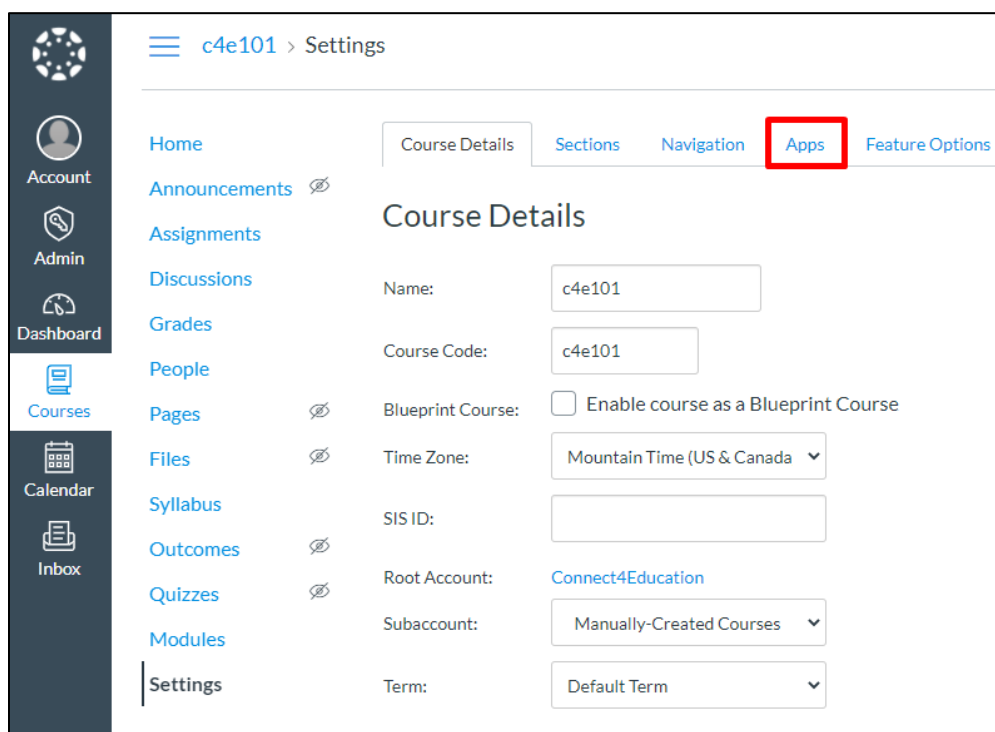 c4e101 > Settings
Account
Admin
Dashboard
Courses
Calendar
Inbox
Home
Announcements
Assignments
Discussions
Grades
People
Pages
Files
Syllabus
Outcomes
Quizzes
Modules
Settings
Course Details Sections Navigation Apps Feature Options
Course Details
Name: c4e101
Course Code: c4e101
Blueprint Course: Enable course as a Blueprint Course
Time Zone: Mountain Time (US & Canada
SIS ID:
Root Account: Connect4Education
Subaccount: Manually-Created Courses
Term: Default Term